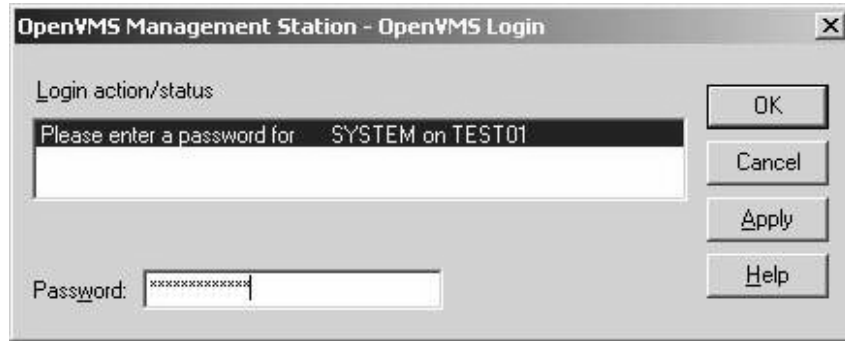 OpenVMS Management Station - OpenVMS Login
Login action/status
Please enter a password for SYSTEM on TEST01
OK
Cancel
Apply
Password: *************
Help